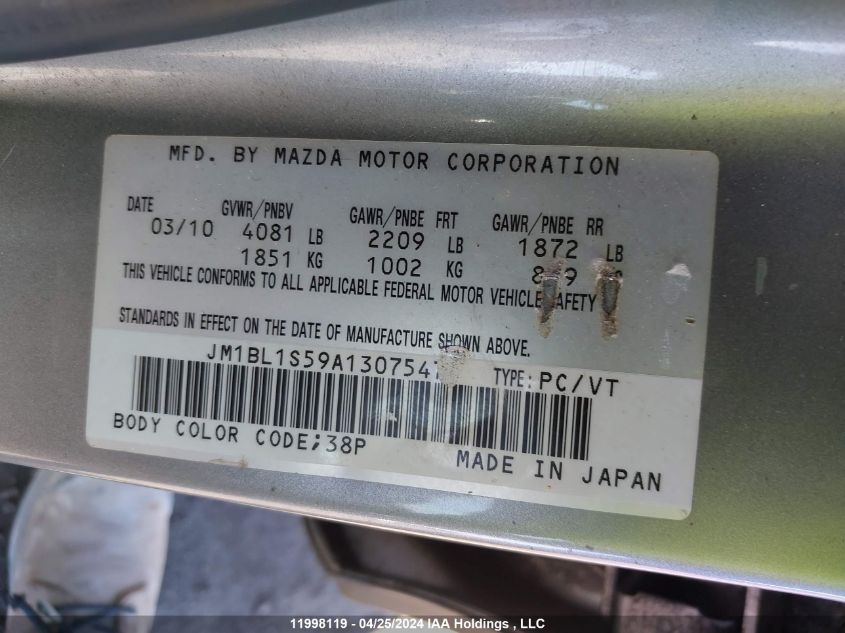 MFD. BY MAZDA MOTOR CORPORATION
DATE GVWR/PNBV GAWR/PNBE FRT GAWR/PNBE RR
03/10 4081 LB 2209 LB 1872 LB
1851 KG 1002 KG
THIS VEHICLE CONFORMS TO ALL APPLICABLE FEDERAL MOTOR VEHICLE SAFETY
STANDARDS IN EFFECT ON THE DATE OF MANUFACTURE SHOWN ABOVE.
TYPE:PC/VT
BODY COLOR CODE;38P
MADE IN JAPAN
11998119 - 04/25/2024 IAA Holdings , LLC